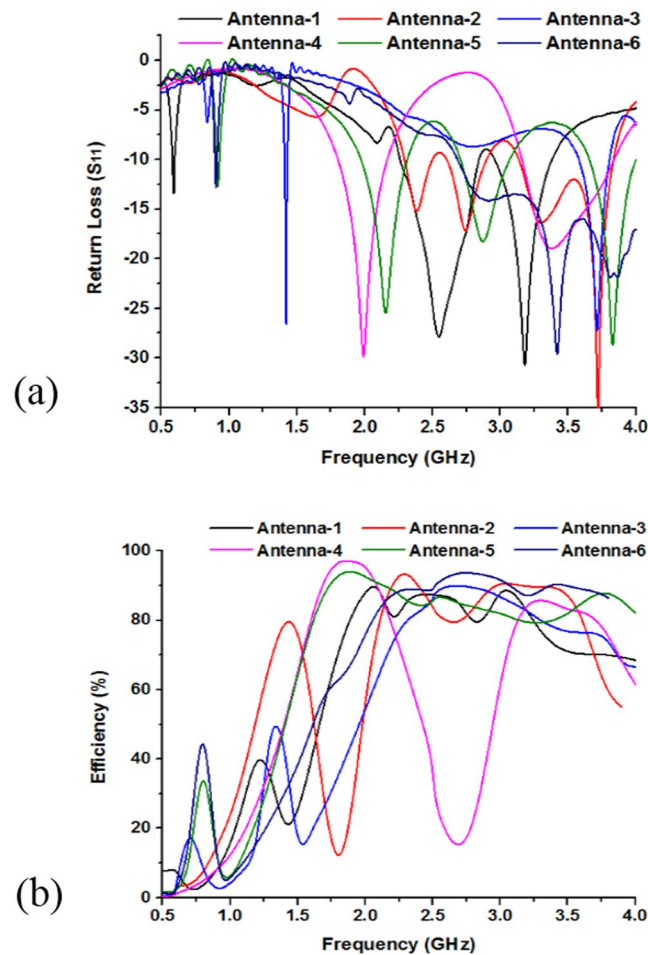 (a)
Antenna-1 Antenna-2 Antenna-3
Antenna-4 Antenna-5 Antenna-6
Return Loss (S11)
0
-5
-10
-15
-20
-25
-30
-35
0.5 1.0 1.5 2.0 2.5 3.0 3.5 4.0
Frequency (GHz)
(b)
Antenna-1 Antenna-2 Antenna-3
Antenna-4 Antenna-5 Antenna-6
Efficiency (%)
100
80
60
40
20
0
0.5 1.0 1.5 2.0 2.5 3.0 3.5 4.0
Frequency (GHz)